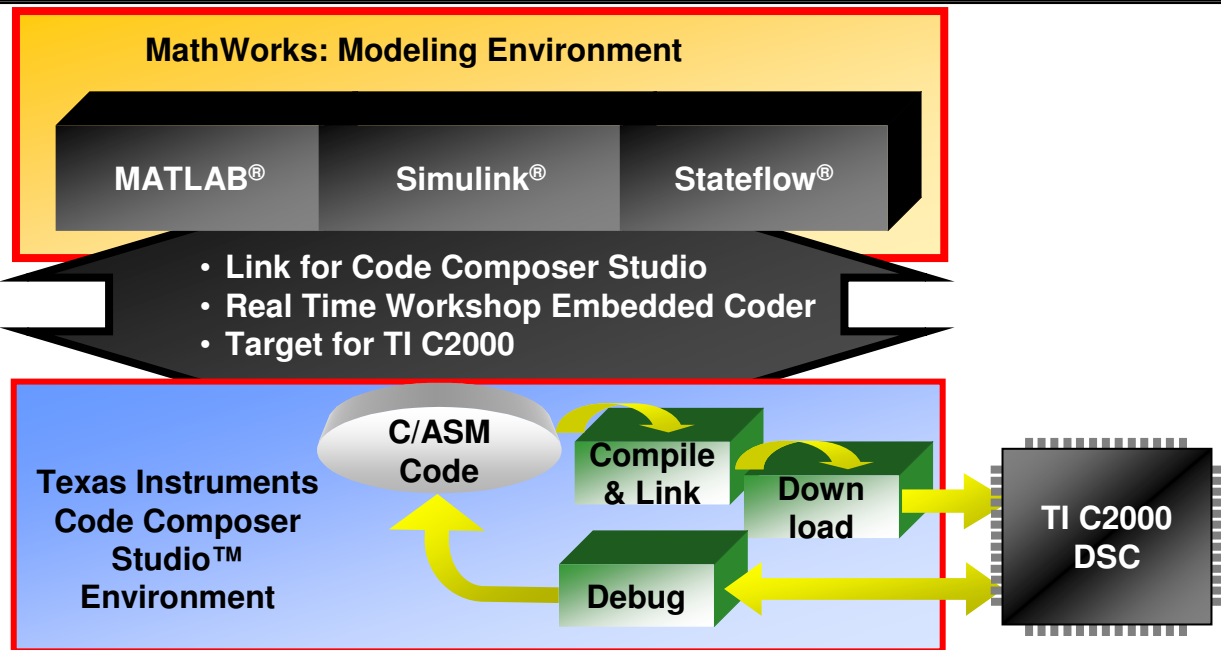 MathWorks: Modeling Environment
MATLAB®
Simulink®
Stateflow®
• Link for Code Composer Studio
• Real Time Workshop Embedded Coder
• Target for TI C2000
Texas Instruments
Code Composer
Studio™
Environment
C/ASM
Code
Compile
& Link
Down
load
Debug
TI C2000
DSC